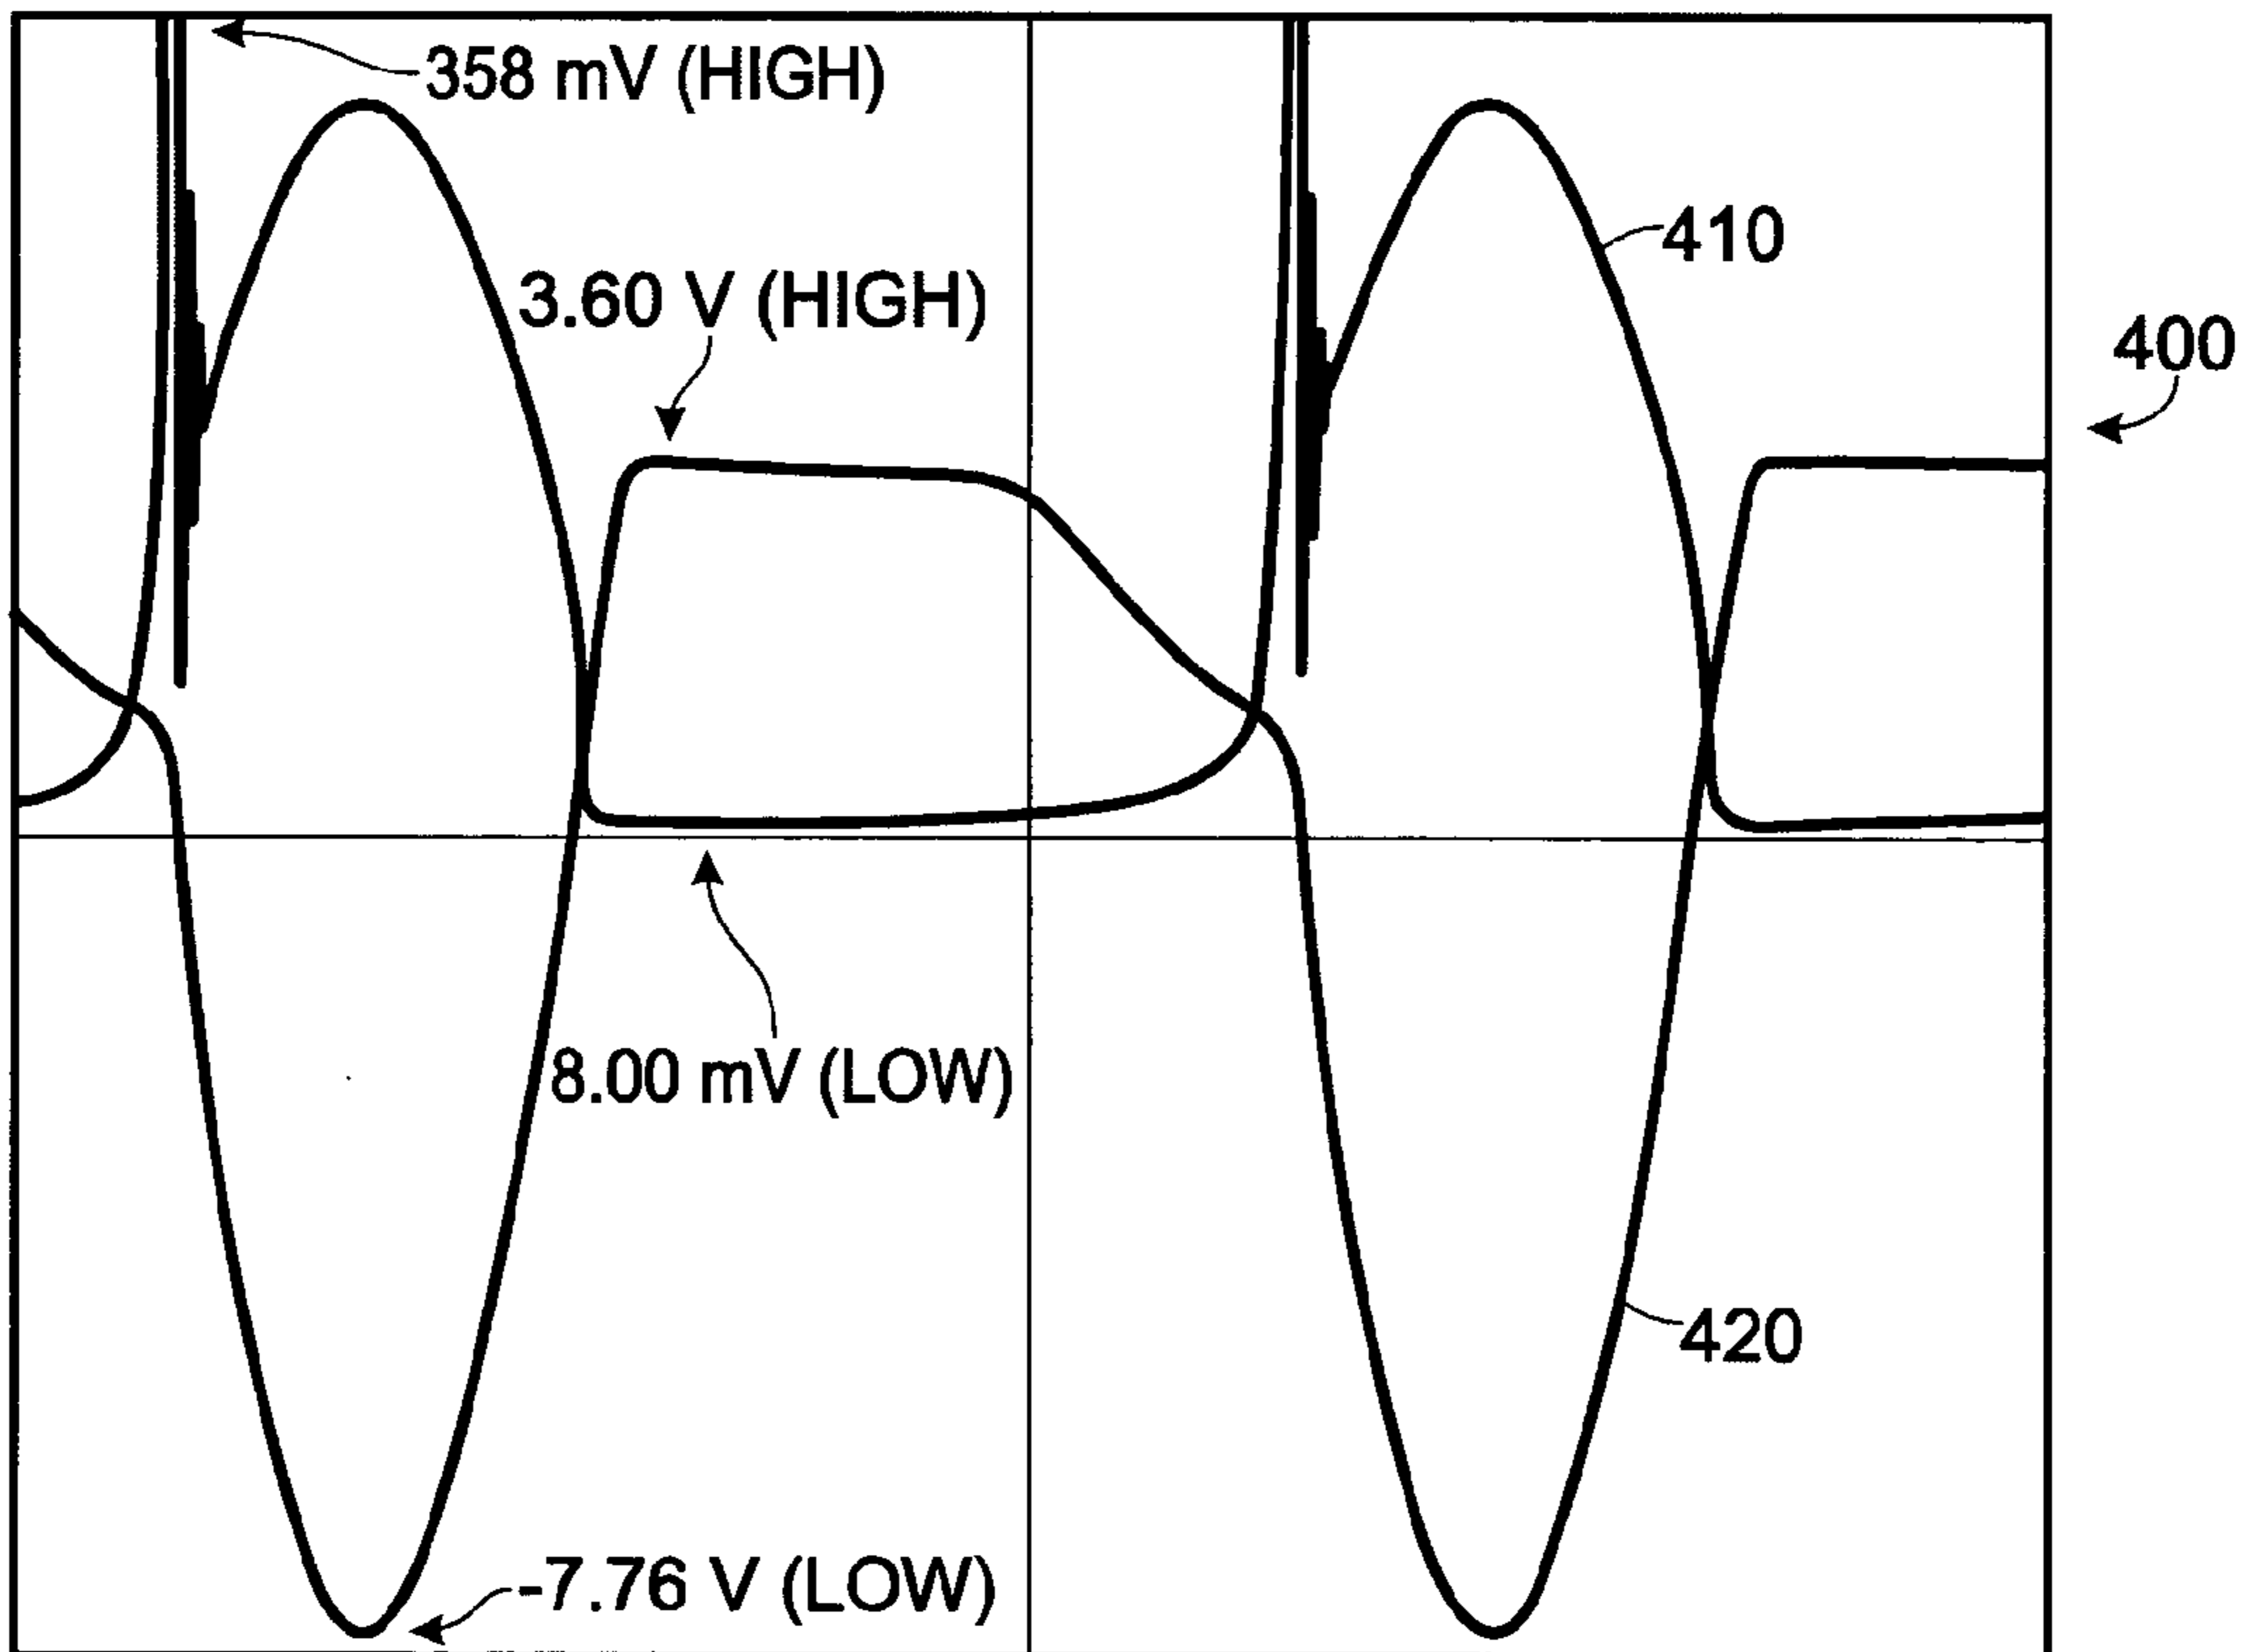 358 mV (HIGH)
410
3.60 V (HIGH)
400
8.00 mV (LOW)
420
-7.76 V (LOW)